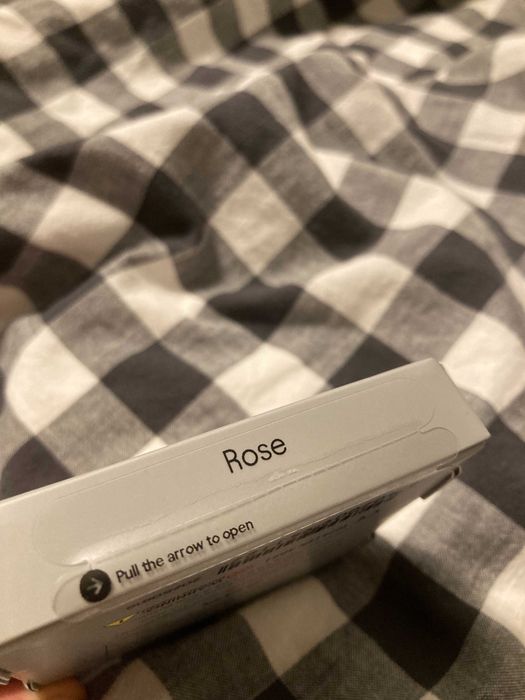 Rose
Pull the arrow to open